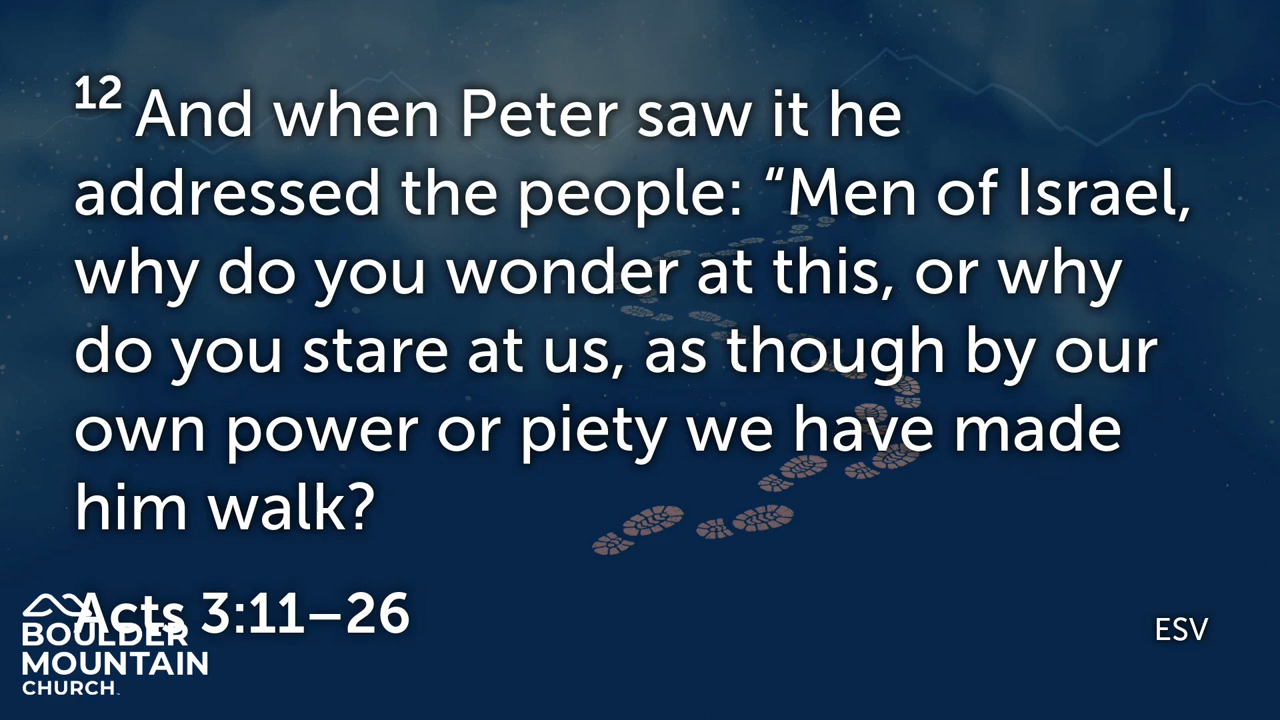 12 And when Peter saw it he
addressed the people: “Men of Israel,
why do you wonder at this, or why
do you stare at us, as though by our
own power or piety we have made
him walk?
Acts 3:11–26
ESV
BOULDER
MOUNTAIN
CHURCH